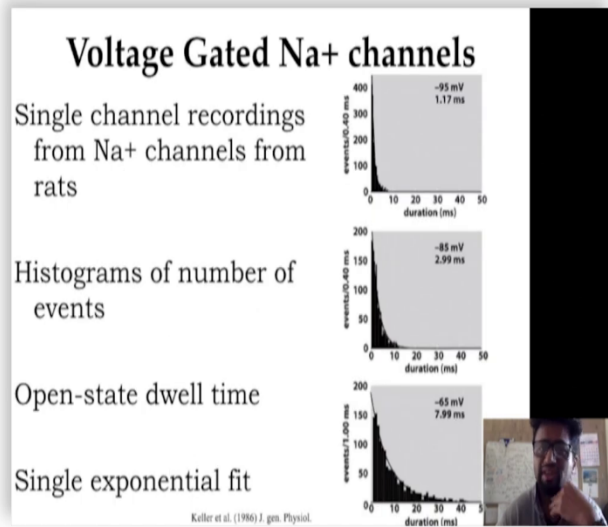 Voltage Gated Na+ channels
Single channel recordings
from Na+ channels from
rats
Histograms of number of
events
Open-state dwell time
Single exponential fit
Keller et al. (1986) J. gen. Physiol.
-95 mV
1.17 ms
events/0.40 ms
400
300
200
100
0
0 10 20 30 40 50
duration (ms)
-85 mV
2.99 ms
events/0.40 ms
200
150
100
50
0
0 10 20 30 40 50
duration (ms)
-65 mV
7.99 ms
events/1.00 ms
200
150
100
50
0
0 10 20 30 40 5
duration (ms)